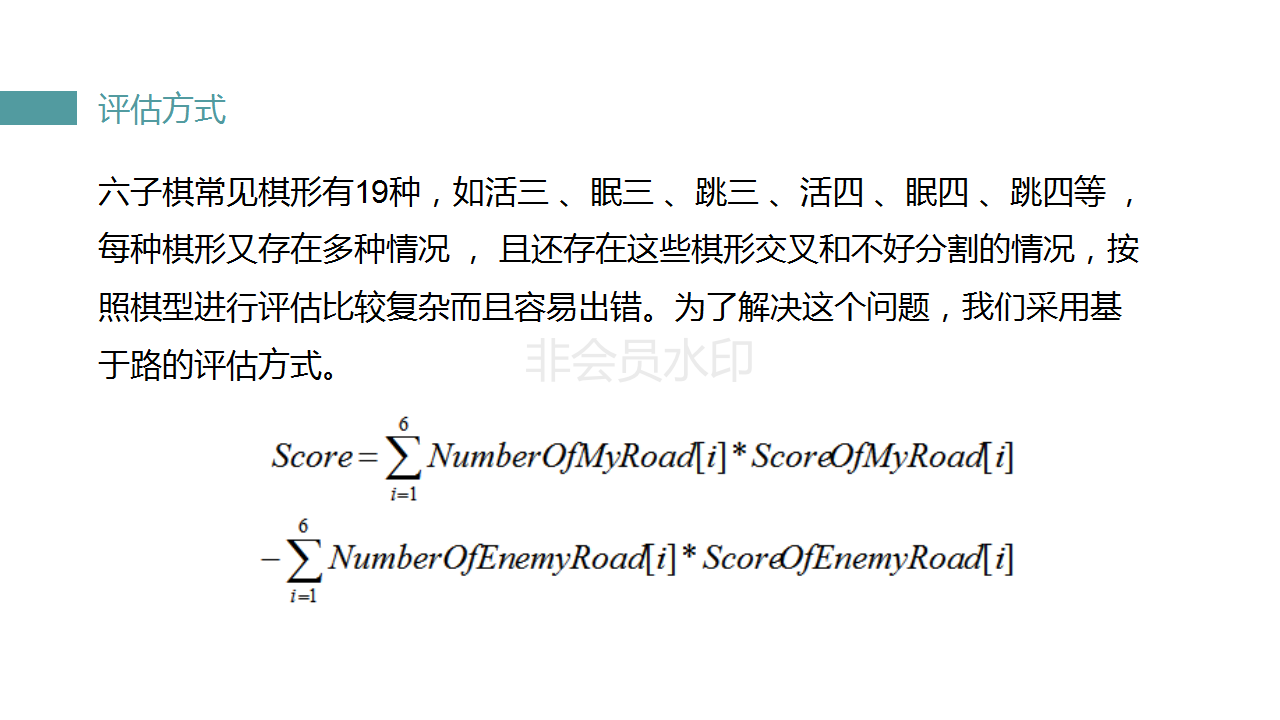 评估方式
六子棋常见棋形有19种，如活三 、眠三 、跳三 、活四 、眠四 、跳四等 ，
每种棋形又存在多种情况 ， 且还存在这些棋形交叉和不好分割的情况，按
照棋型进行评估比较复杂而且容易出错。为了解决这个问题，我们采用基
于路的评估方式。
非会员水印
Score = ∑_{i=1}^{6} NumberOfMyRoad[i] * ScoreOfMyRoad[i]
− ∑_{i=1}^{6} NumberOfEnemyRoad[i] * ScoreOfEnemyRoad[i]